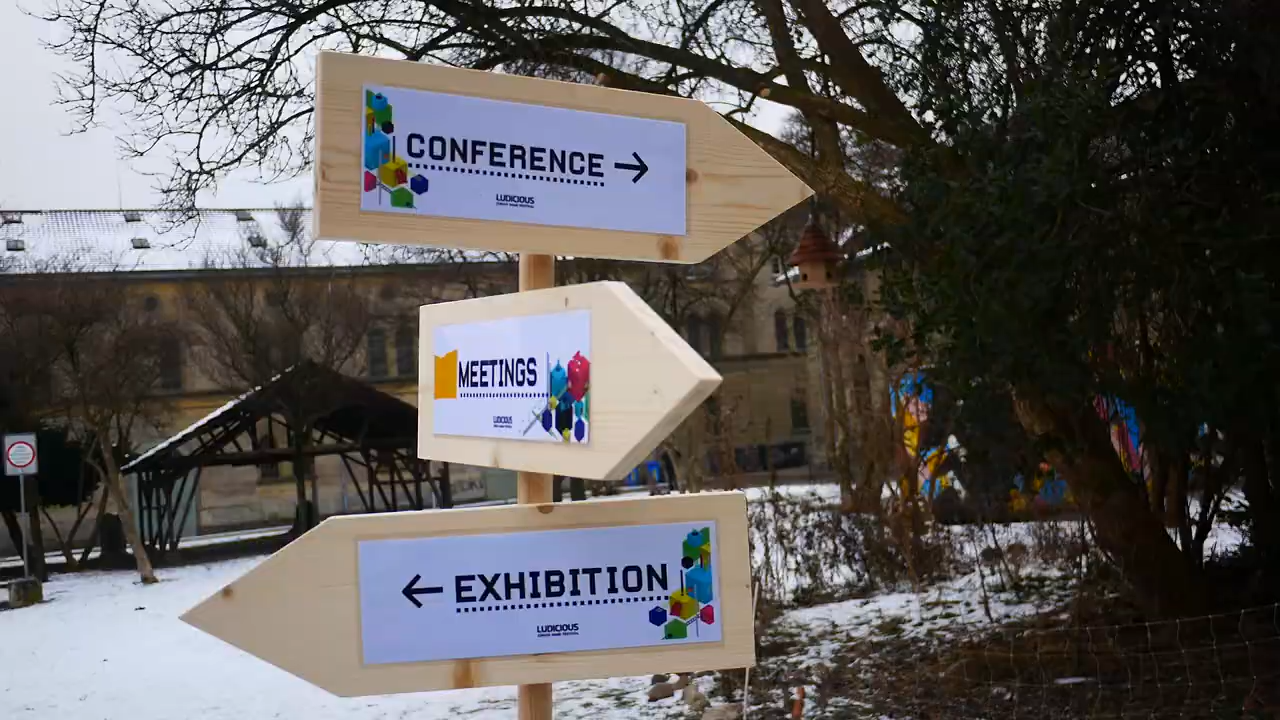 CONFERENCE →
LUDICIOUS
MEETINGS
LUDICIOUS
← EXHIBITION
LUDICIOUS